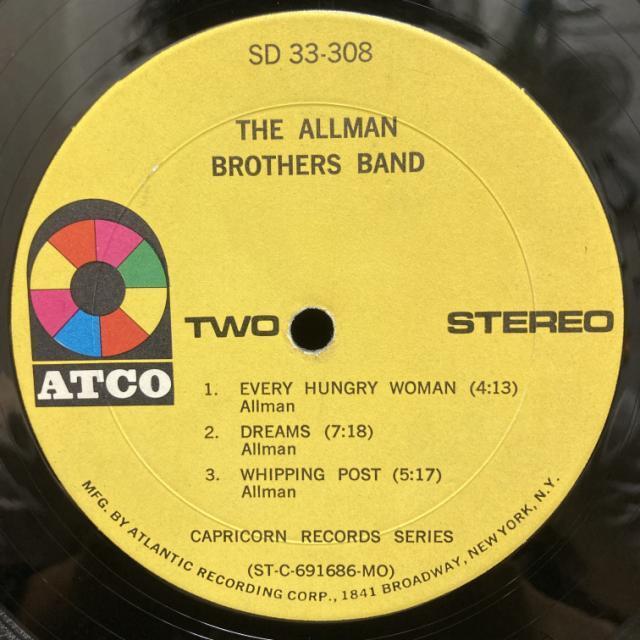 SD 33-308
THE ALLMAN
BROTHERS BAND
ATCO
TWO
STEREO
1. EVERY HUNGRY WOMAN (4:13)
Allman
2. DREAMS (7:18)
Allman
3. WHIPPING POST (5:17)
Allman
CAPRICORN RECORDS SERIES
(ST-C-691686-MO)
MFG. BY ATLANTIC RECORDING CORP., 1841 BROADWAY, NEW YORK, N.Y.